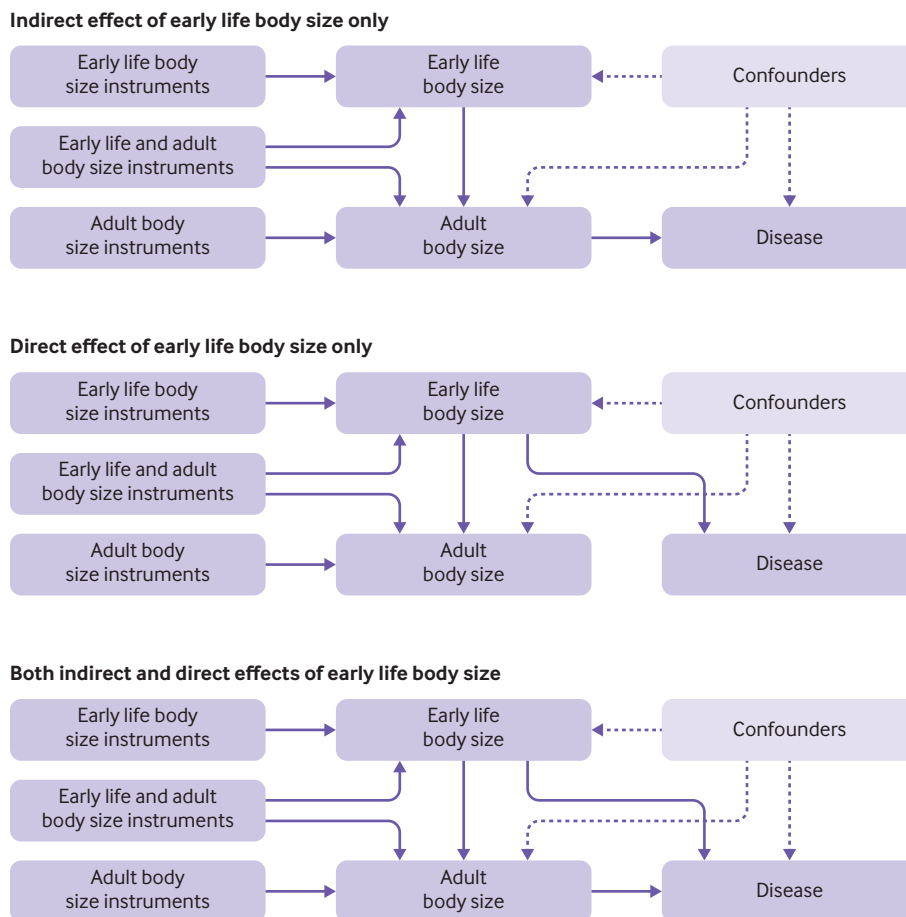 Indirect effect of early life body size only
Early life body
size instruments
Early life
body size
Confounders
Early life and adult
body size instruments
Adult body
size instruments
Adult
body size
Disease
Direct effect of early life body size only
Early life body
size instruments
Early life
body size
Confounders
Early life and adult
body size instruments
Adult body
size instruments
Adult
body size
Disease
Both indirect and direct effects of early life body size
Early life body
size instruments
Early life
body size
Confounders
Early life and adult
body size instruments
Adult body
size instruments
Adult
body size
Disease